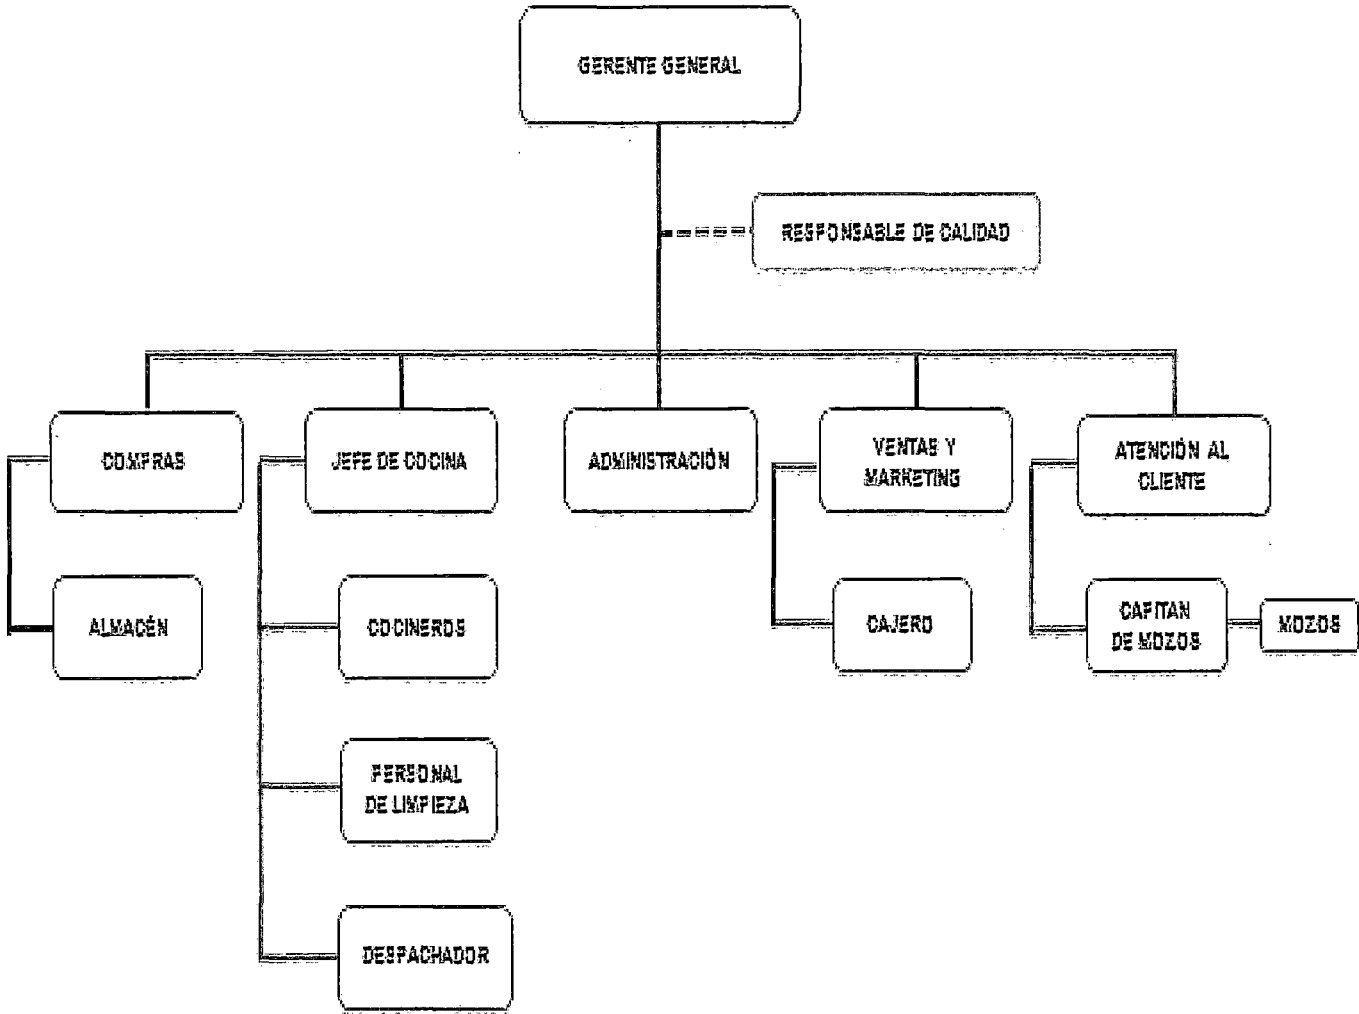 GERENTE GENERAL
RESPONSABLE DE CALIDAD
COMPRAS
JEFE DE COCINA
ADMINISTRACIÓN
VENTAS Y
MARKETING
ATENCIÓN AL
CLIENTE
ALMACÉN
COCINEROS
CAJERO
CAPITAN
DE MOZOS
MOZOS
PERSONAL
DE LIMPIEZA
DESPACHADOR